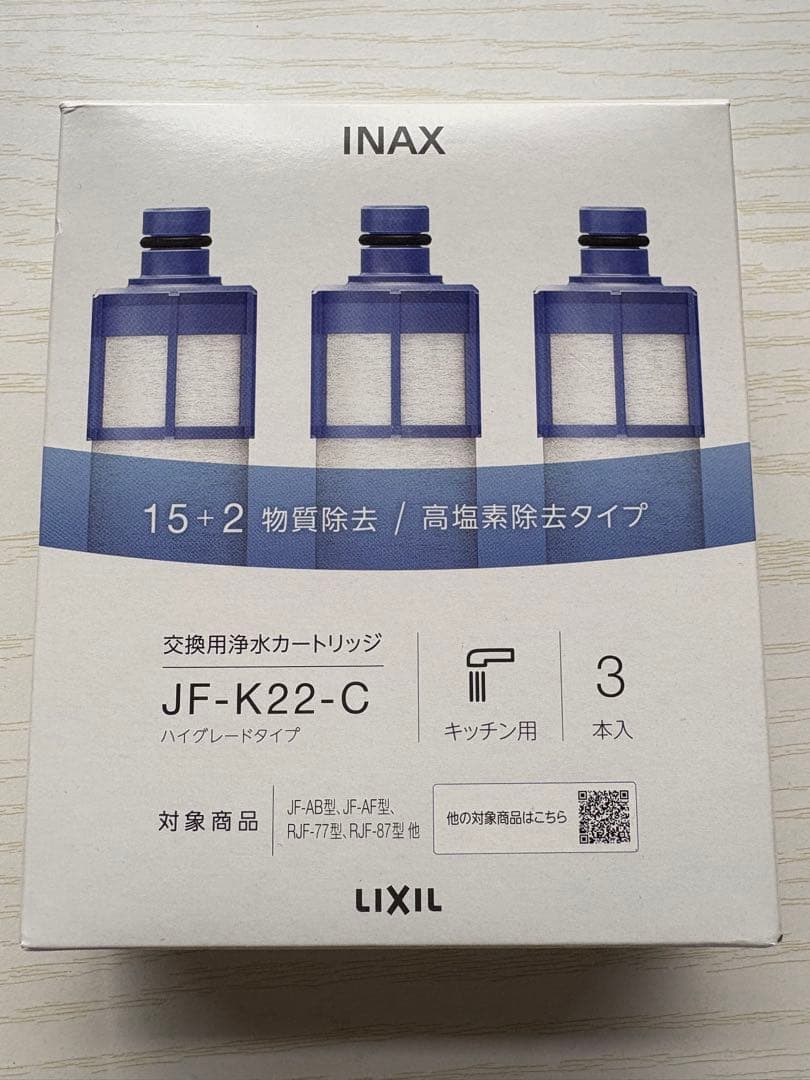 INAX
15+2 物質除去 / 高塩素除去タイプ
交換用浄水カートリッジ
JF-K22-C
ハイグレードタイプ
キッチン用
3
本入
対象商品
JF-AB型、JF-AF型、
RJF-77型、RJF-87型 他
他の対象商品はこちら
LIXIL